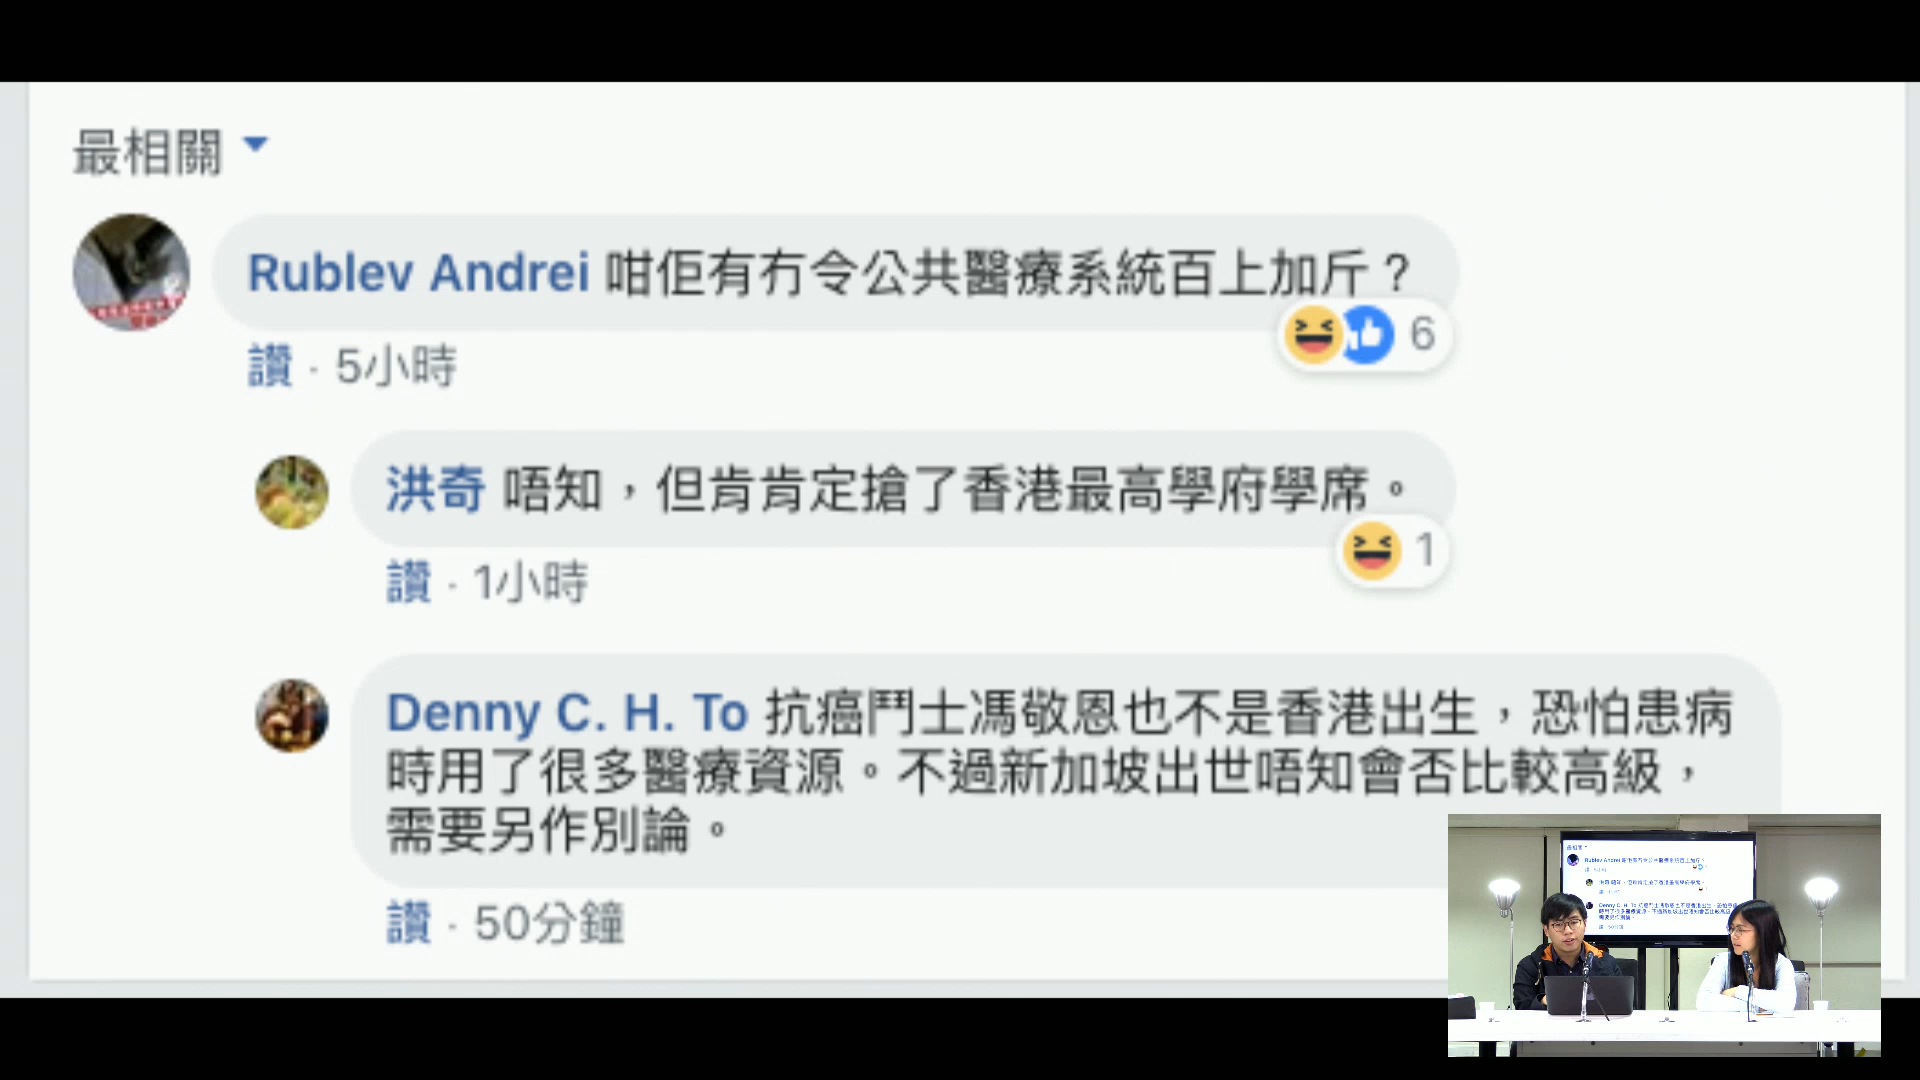 最相關
Rublev Andrei 咁佢有冇令公共醫療系統百上加斤？
6
讚 · 5小時
洪奇 唔知，但肯肯定搶了香港最高學府學席。
1
讚 · 1小時
Denny C. H. To 抗癌鬥士馮敬恩也不是香港出生，恐怕患病
時用了很多醫療資源。不過新加坡出世唔知會否比較高級，
需要另作別論。
讚 · 50分鐘